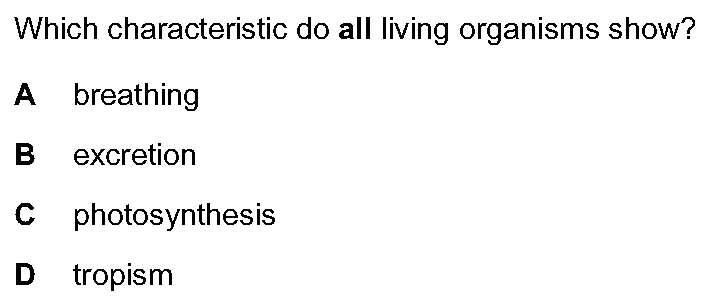 Which characteristic do all living organisms show?
A breathing
B excretion
C photosynthesis
D tropism